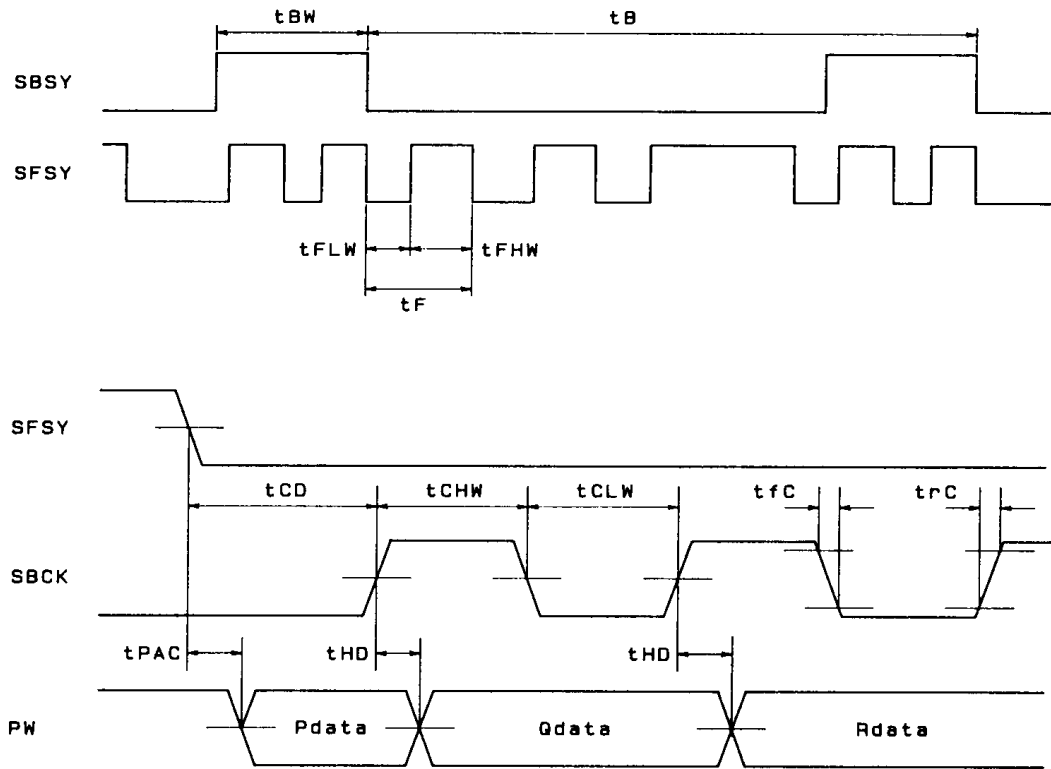 tBW tB
SBSY
SFSY
tFLW tFHW
tF
SFSY
tCD tCHW tCLW tfC trC
SBCK
tPAC tHD tHD
PW Pdata Qdata Rdata